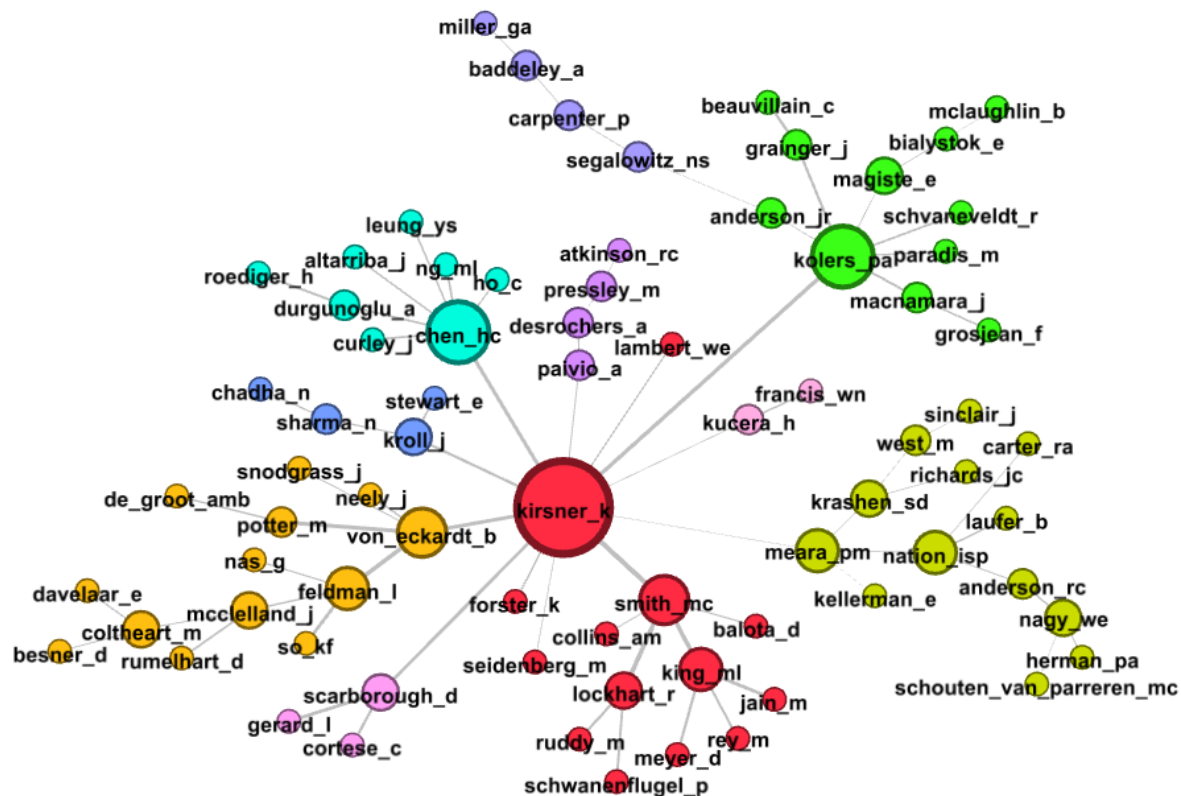 miller_ga
baddeley_a
carpenter_p
segalowitz_ns
beauvillain_c
mclaughlin_b
grainger_j
bialystok_e
magiste_e
anderson_jr
schvaneveldt_r
kolers_pa
paradis_m
macnamara_j
grosjean_f
leung_ys
altarriba_j
ng_ml
ho_c
roediger_h
durgunoglu_a
curley_j
chen_hc
atkinson_rc
pressley_m
desrochers_a
lambert_we
paivio_a
francis_wn
kucera_h
chadha_n
stewart_e
sharma_n
kroll_j
sinclair_j
west_m
carter_ra
richards_jc
krashen_sd
laufer_b
meara_pm
nation_isp
anderson_rc
kellerman_e
nagy_we
herman_pa
schouten_van_parreren_mc
snodgrass_j
de_groot_amb
neely_j
potter_m
von_eckardt_b
kirsner_k
nas_g
feldman_l
davelaar_e
mcclelland_j
coltheart_m
so_kf
besner_d
rumelhart_d
forster_k
smith_mc
collins_am
balota_d
seidenberg_m
king_ml
lockhart_r
jain_m
scarborough_d
gerard_l
cortese_c
ruddy_m
rey_m
meyer_d
schwanenflugel_p